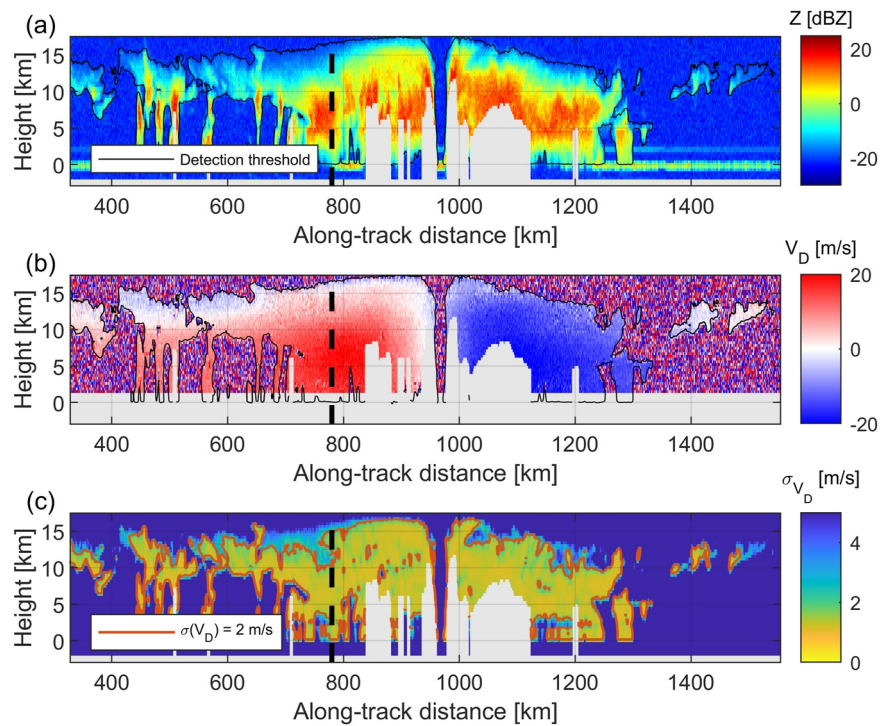 (a)
Z [dBZ]
Height [km]
15
10
5
0
Detection threshold
20
0
-20
400 600 800 1000 1200 1400
Along-track distance [km]
(b)
V_D [m/s]
Height [km]
15
10
5
0
20
0
-20
400 600 800 1000 1200 1400
Along-track distance [km]
(c)
σ_{V_D} [m/s]
Height [km]
15
10
5
0
σ(V_D) = 2 m/s
4
2
0
400 600 800 1000 1200 1400
Along-track distance [km]